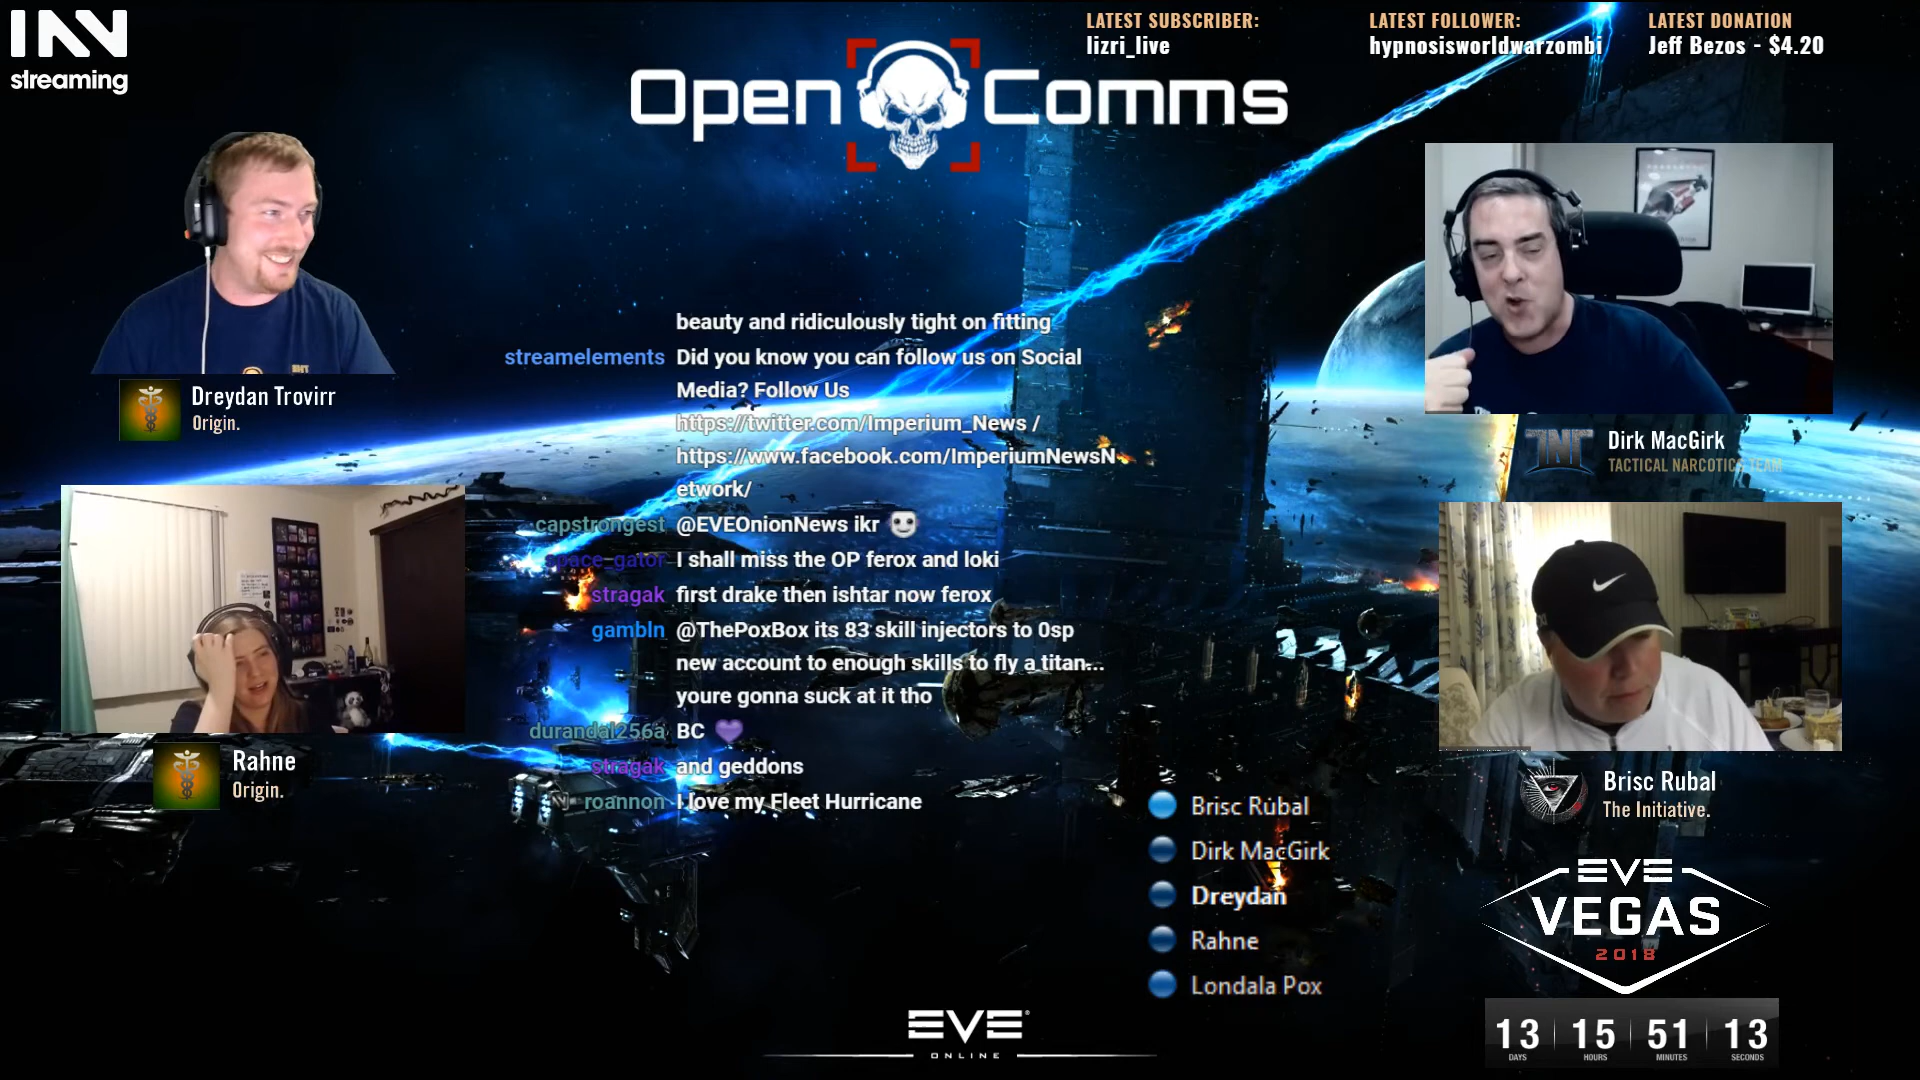 INN
streaming
Open Comms
LATEST SUBSCRIBER:
lizri_live
LATEST FOLLOWER:
hypnosisworldwarzombi
LATEST DONATION
Jeff Bezos - $4.20
Dreydan Trovirr
Origin.
Dirk MacGirk
TACTICAL NARCOTICS TEAM
TNT
Rahne
Origin.
Brisc Rubal
The Initiative.
beauty and ridiculously tight on fitting
streamelements Did you know you can follow us on Social
Media? Follow Us
https://twitter.com/Imperium_News /
https://www.facebook.com/ImperiumNewsN
etwork/
capstrongest @EVEOnionNews ikr
space_gator I shall miss the OP ferox and loki
stragak first drake then ishtar now ferox
gambln @ThePoxBox its 83 skill injectors to 0sp
new account to enough skills to fly a titan...
youre gonna suck at it tho
durandal256a BC 💜
stragak and geddons
roannon I love my Fleet Hurricane
Brisc Rubal
Dirk MacGirk
Dreydan
Rahne
Londala Pox
EVE
VEGAS
2018
13 15 51 13
DAYS HOURS MINUTES SECONDS
EVE
ONLINE